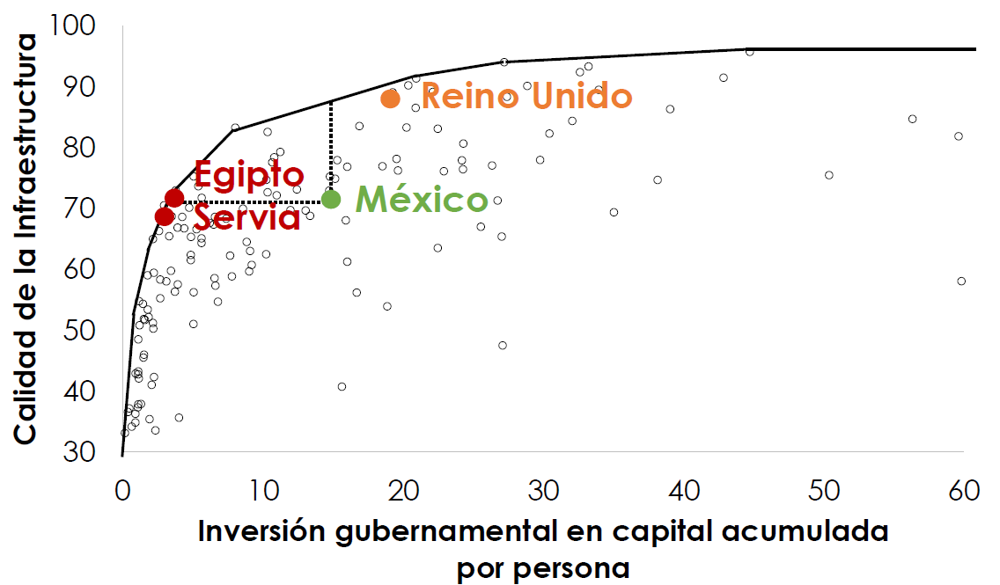 Calidad de la Infraestructura
100
90
80
70
60
50
40
30
Reino Unido
Egipto
México
Servia
0 10 20 30 40 50 60
Inversión gubernamental en capital acumulada
por persona